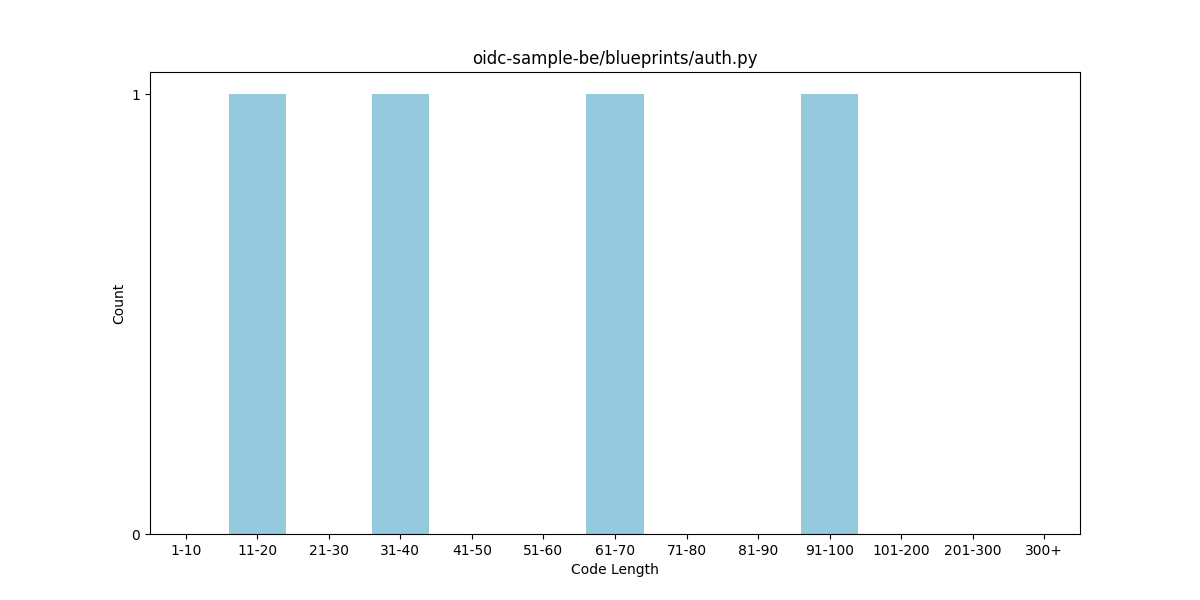 oidc-sample-be/blueprints/auth.py
1
Count
0
1-10 11-20 21-30 31-40 41-50 51-60 61-70 71-80 81-90 91-100 101-200 201-300 300+
Code Length